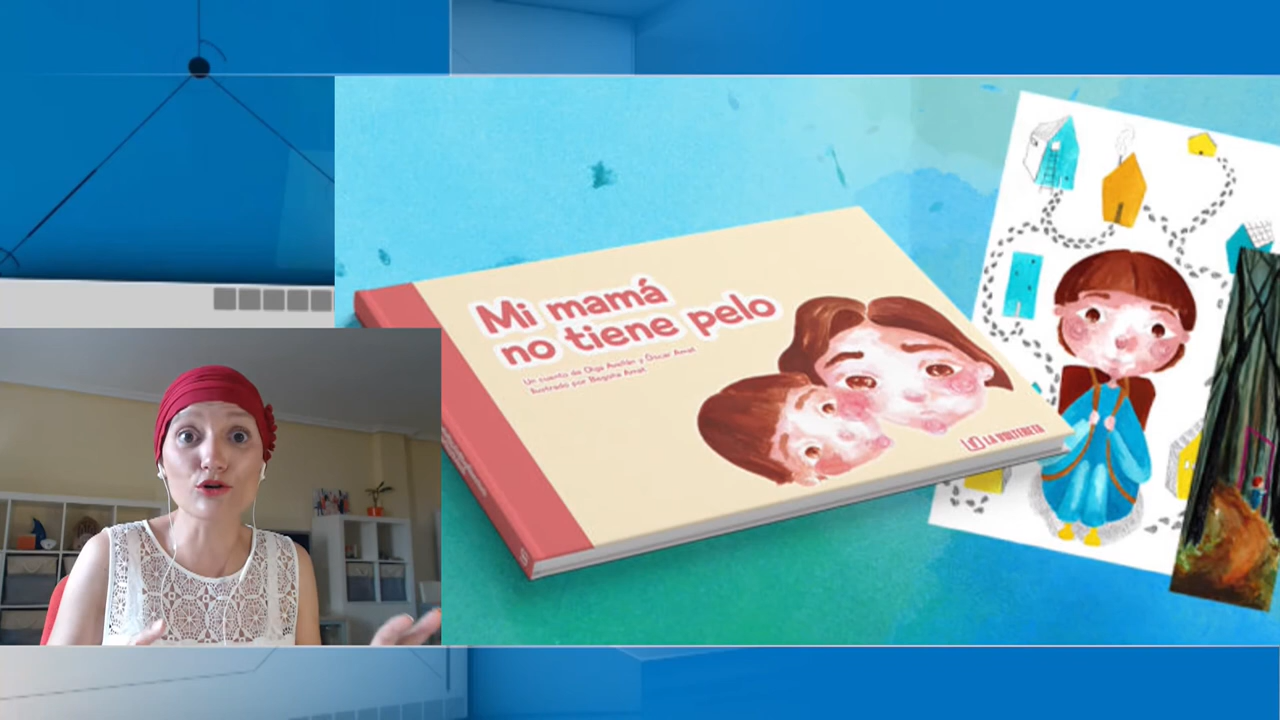 Mi mamá
no tiene pelo
Un cuento de Olga Avellán y Óscar Amat
Ilustrado por Begoña Amat
LA VOLTERETA